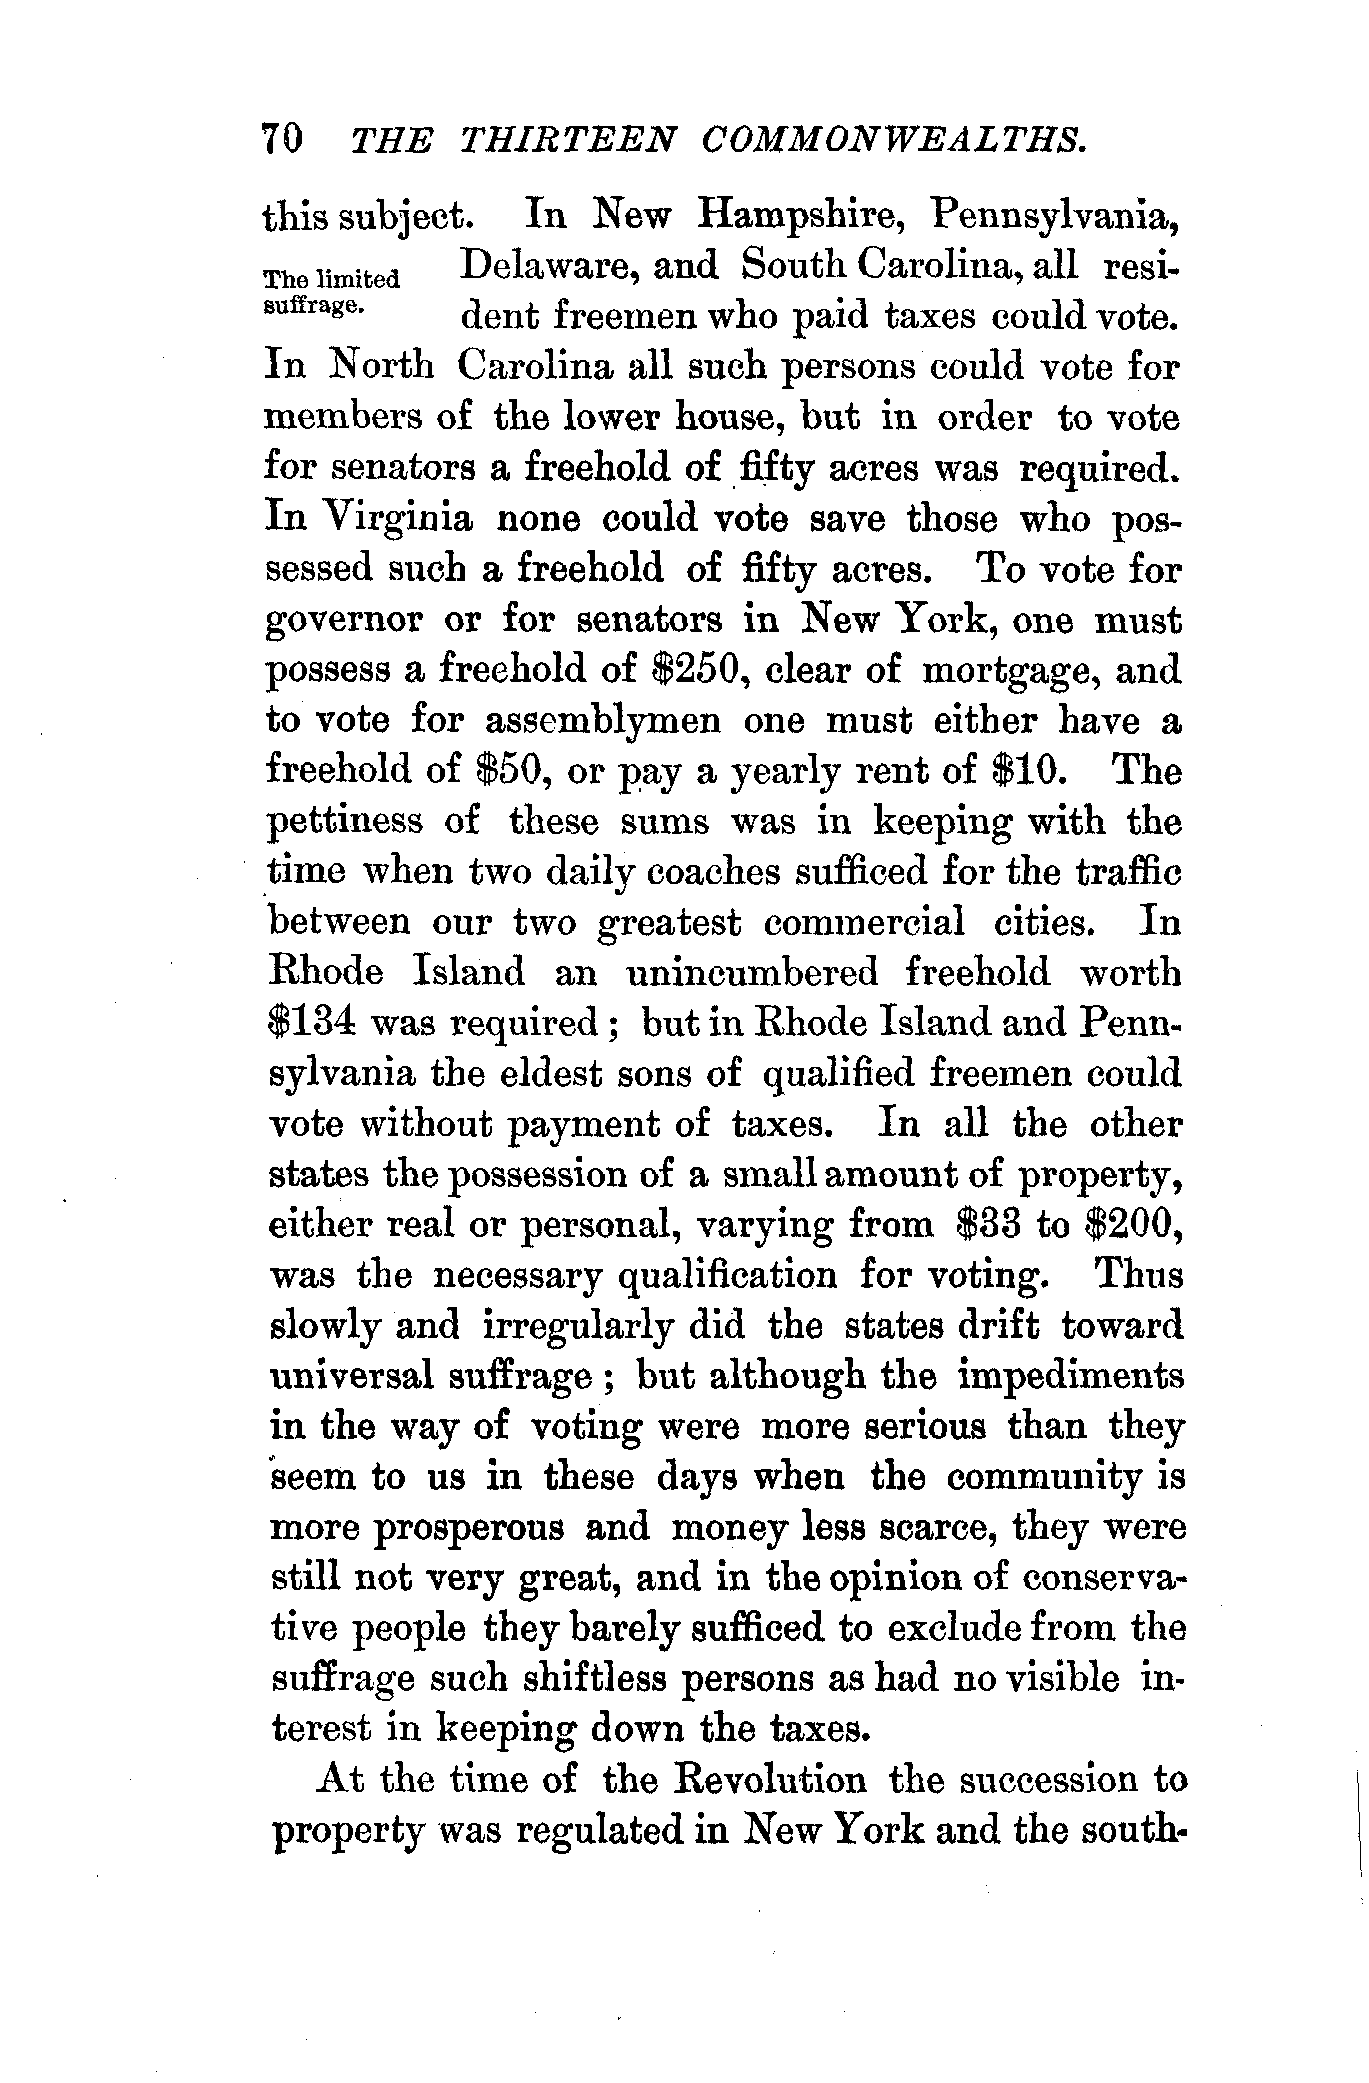 70 THE THIRTEEN COMMONWEALTHS.
this subject. In New Hampshire, Pennsylvania,
The limited
suffrage.
Delaware, and South Carolina, all resi-
dent freemen who paid taxes could vote.
In North Carolina all such persons could vote for
members of the lower house, but in order to vote
for senators a freehold of fifty acres was required.
In Virginia none could vote save those who pos-
sessed such a freehold of fifty acres. To vote for
governor or for senators in New York, one must
possess a freehold of $250, clear of mortgage, and
to vote for assemblymen one must either have a
freehold of $50, or pay a yearly rent of $10. The
pettiness of these sums was in keeping with the
time when two daily coaches sufficed for the traffic
between our two greatest commercial cities. In
Rhode Island an unincumbered freehold worth
$134 was required; but in Rhode Island and Penn-
sylvania the eldest sons of qualified freemen could
vote without payment of taxes. In all the other
states the possession of a small amount of property,
either real or personal, varying from $33 to $200,
was the necessary qualification for voting. Thus
slowly and irregularly did the states drift toward
universal suffrage; but although the impediments
in the way of voting were more serious than they
seem to us in these days when the community is
more prosperous and money less scarce, they were
still not very great, and in the opinion of conserva-
tive people they barely sufficed to exclude from the
suffrage such shiftless persons as had no visible in-
terest in keeping down the taxes.
At the time of the Revolution the succession to
property was regulated in New York and the south-